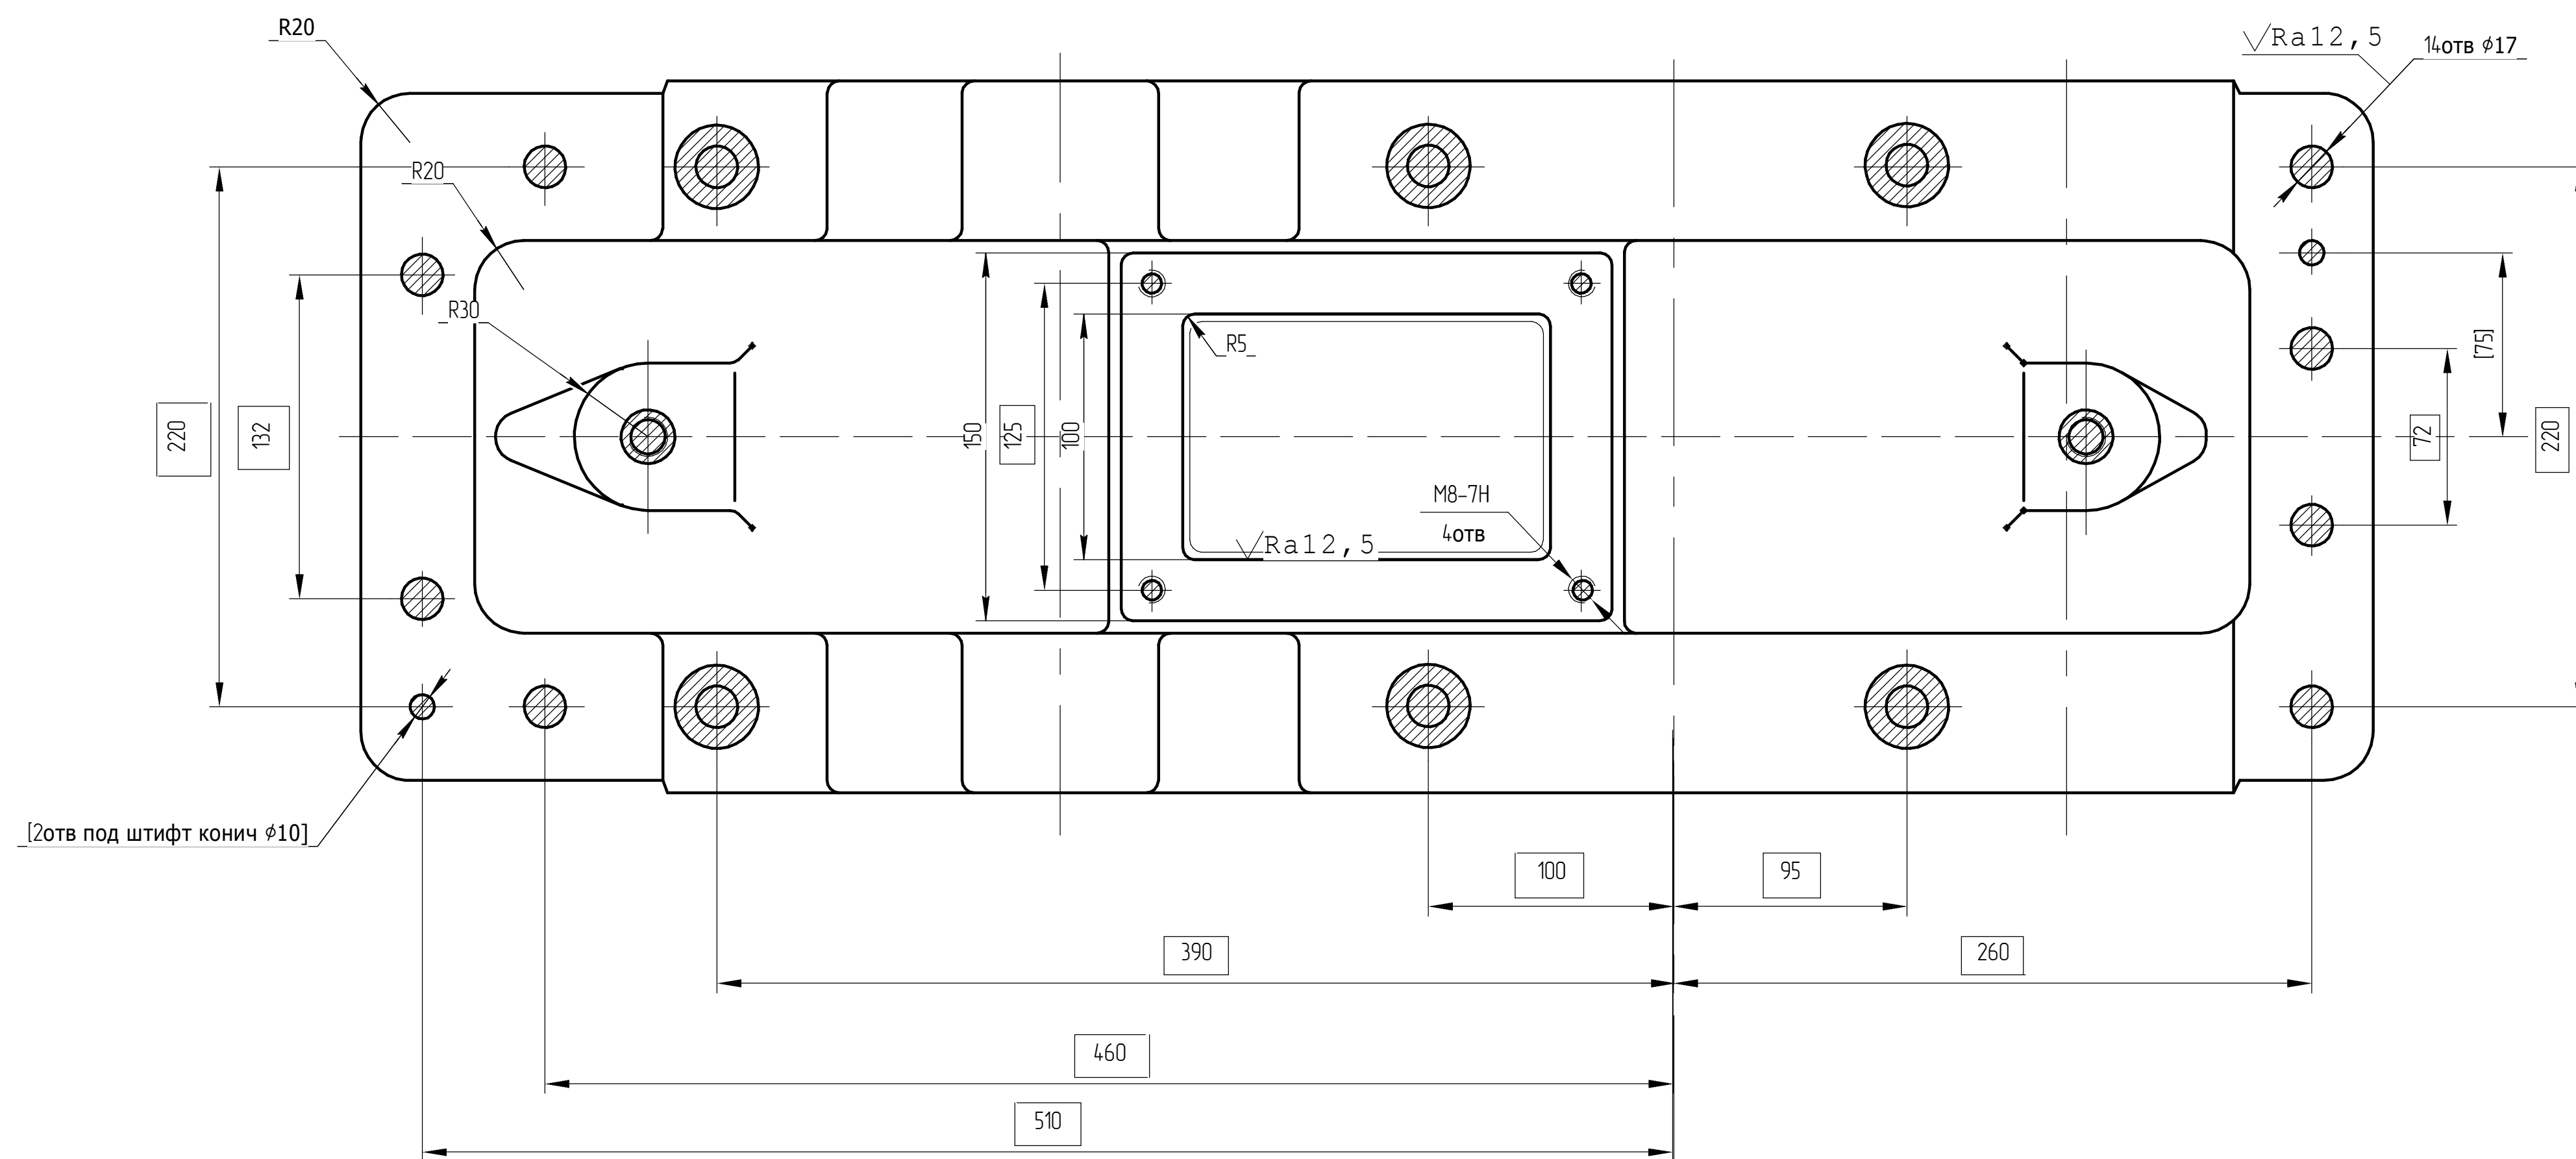 R20
Ra12,5
14отв ⌀17
R20
R30
R5
[75]
220
132
150
125
100
72
220
M8-7H
4отв
Ra12,5
[2отв под штифт конич ⌀10]
100
95
390
260
460
510